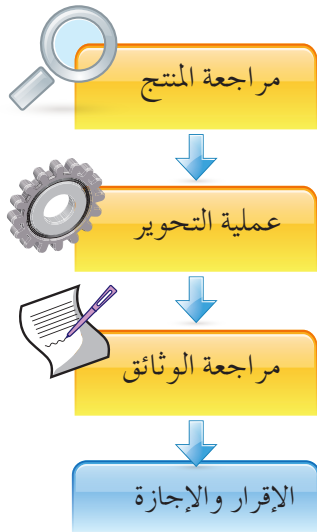 مراجعة المنتج
عملية التحوير
مراجعة الوثائق
الإقرار والإجازة